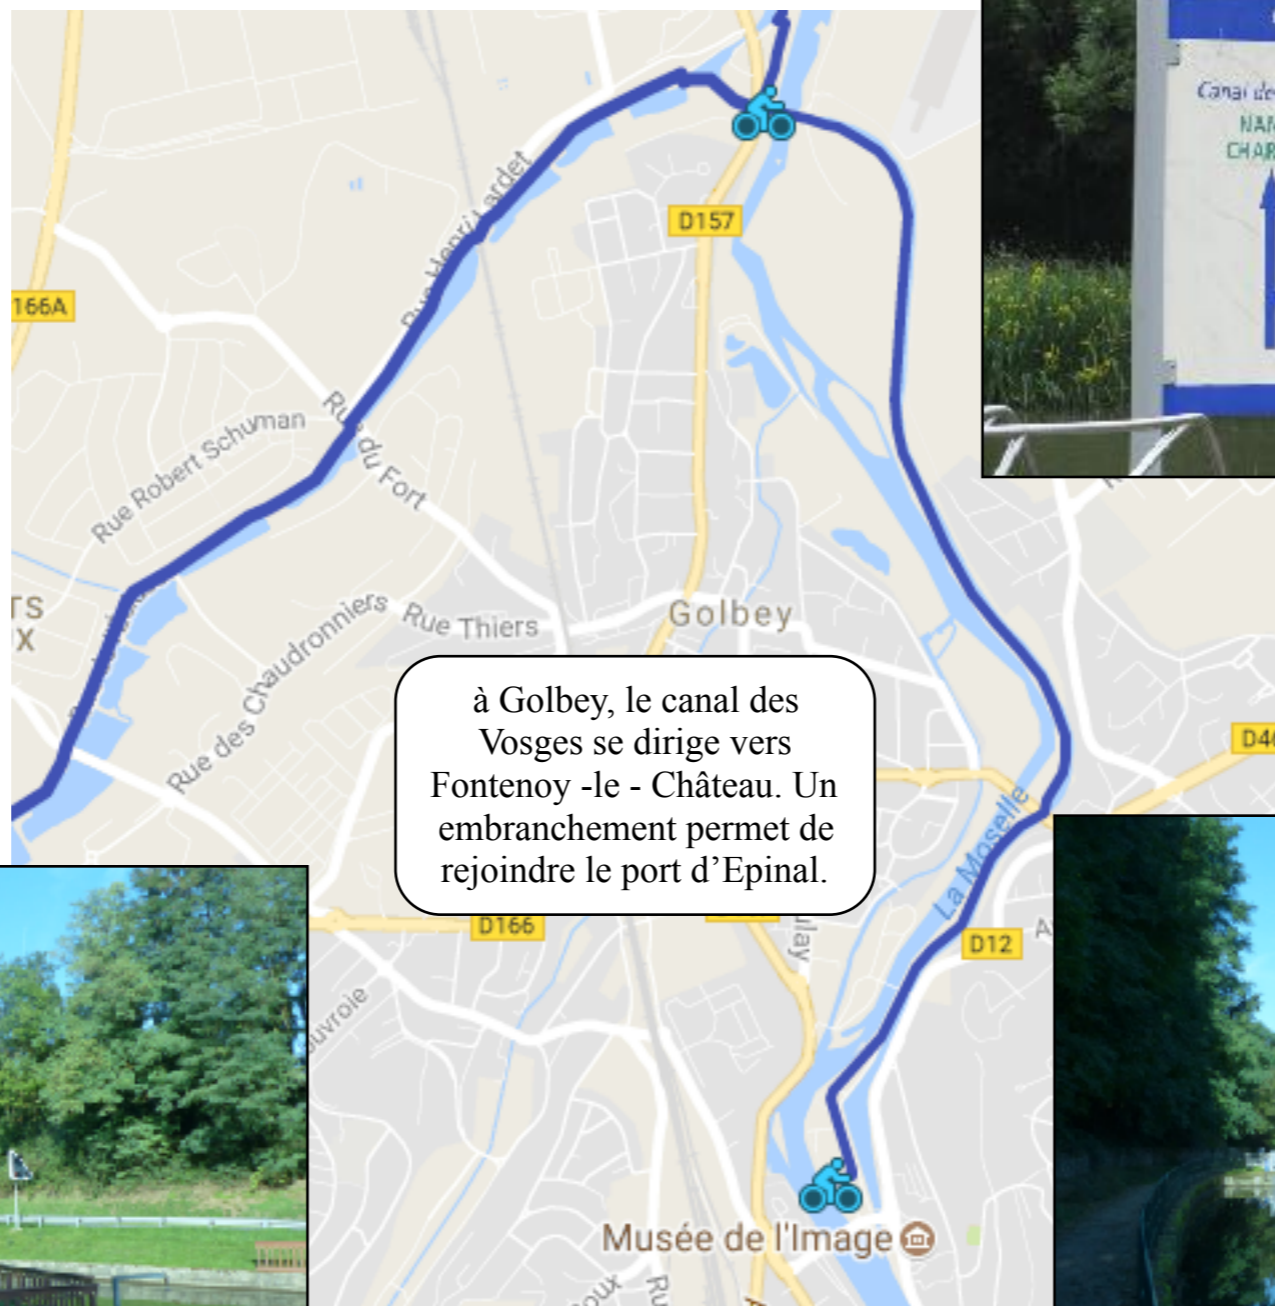 Canal de
D157
166A
Rue Henri Lardet
Rue du Fort
Rue Robert Schuman
Golbey
Rue Thiers
Rue des Chaudronniers
à Golbey, le canal des
Vosges se dirige vers
Fontenoy -le - Château. Un
embranchement permet de
rejoindre le port d’Epinal.
La Moselle
D166
D12
Musée de l'Image